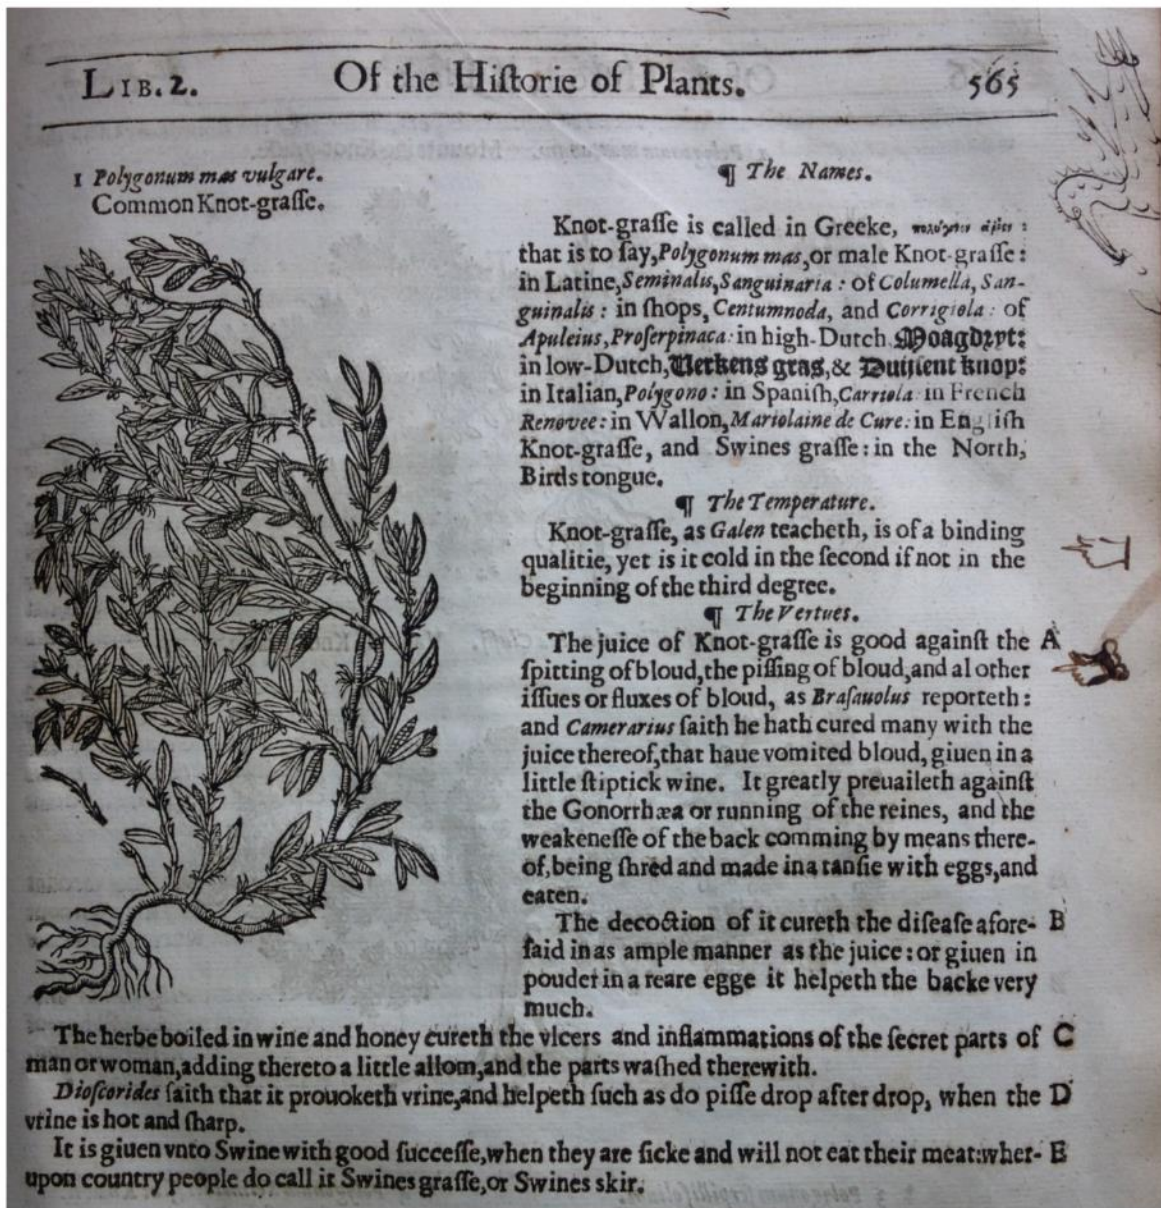 LIB. 2. Of the Hiſtorie of Plants. 565
1 Polygonum mas vulgare.
Common Knot-graſſe.
¶ The Names.
Knot-graſſe is called in Greeke,
that is to ſay, Polygonum mas, or male Knot-graſſe:
in Latine, Seminalis, Sanguinaria: of Columella, San-
guinalis: in ſhops, Centumnoda, and Corrigiola: of
Apuleius, Proſerpinaca: in high-Dutch
in low-Dutch, gras, & knop:
in Italian, Polygono: in Spaniſh, Carriola in French
Renovee: in Wallon, Mariolaine de Cure: in Engliſh
Knot-graſſe, and Swines graſſe: in the North,
Birds tongue.
¶ The Temperature.
Knot-graſſe, as Galen teacheth, is of a binding
qualitie, yet is it cold in the ſecond if not in the
beginning of the third degree.
¶ The Vertues.
The juice of Knot-graſſe is good againſt the A
ſpitting of bloud, the piſſing of bloud, and al other
iſſues or fluxes of bloud, as Braſauolus reporteth:
and Camerarius ſaith he hath cured many with the
juice thereof, that haue vomited bloud, giuen in a
little ſtiptick wine. It greatly preuaileth againſt
the Gonorrhæa or running of the reines, and the
weakeneſſe of the back comming by means there-
of, being ſhred and made in a tanſie with eggs, and
eaten.
The decoction of it cureth the diſeaſe afore- B
ſaid in as ample manner as the juice: or giuen in
pouder in a reare egge it helpeth the backe very
much.
The herbe boiled in wine and honey cureth the vlcers and inflammations of the ſecret parts of C
man or woman, adding thereto a little allom, and the parts waſhed therewith.
Dioſcorides ſaith that it prouoketh vrine, and helpeth ſuch as do piſſe drop after drop, when the D
vrine is hot and ſharp.
It is giuen vnto Swine with good ſucceſſe, when they are ſicke and will not eat their meat: wher- E
upon country people do call it Swines graſſe, or Swines skir.